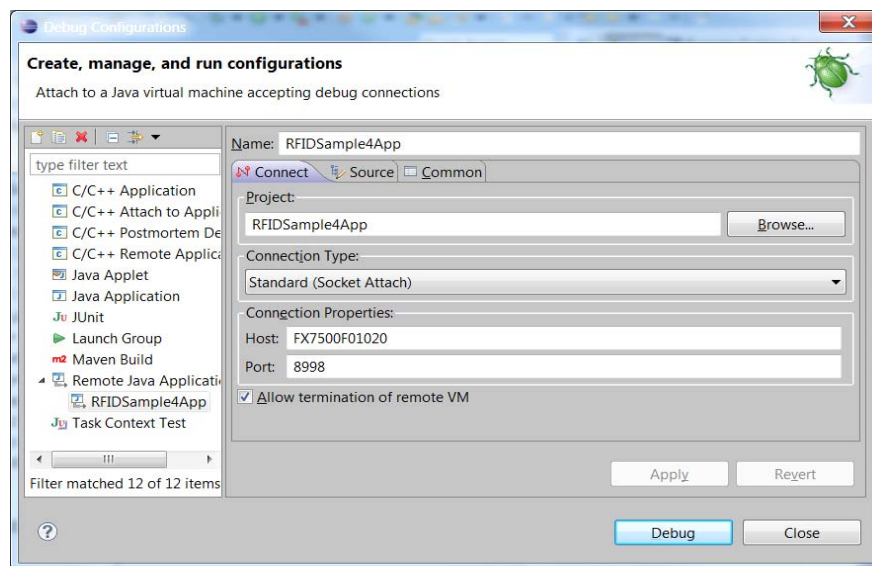 Debug Configurations
Create, manage, and run configurations
Attach to a Java virtual machine accepting debug connections
type filter text
C/C++ Application
C/C++ Attach to Appli
C/C++ Postmortem De
C/C++ Remote Applica
Java Applet
Java Application
Ju JUnit
Launch Group
m2 Maven Build
Remote Java Applicati
RFIDSample4App
Task Context Test
Filter matched 12 of 12 items
Name: RFIDSample4App
Connect Source Common
Project:
RFIDSample4App Browse...
Connection Type:
Standard (Socket Attach)
Connection Properties:
Host: FX7500F01020
Port: 8998
Allow termination of remote VM
Apply Revert
Debug Close